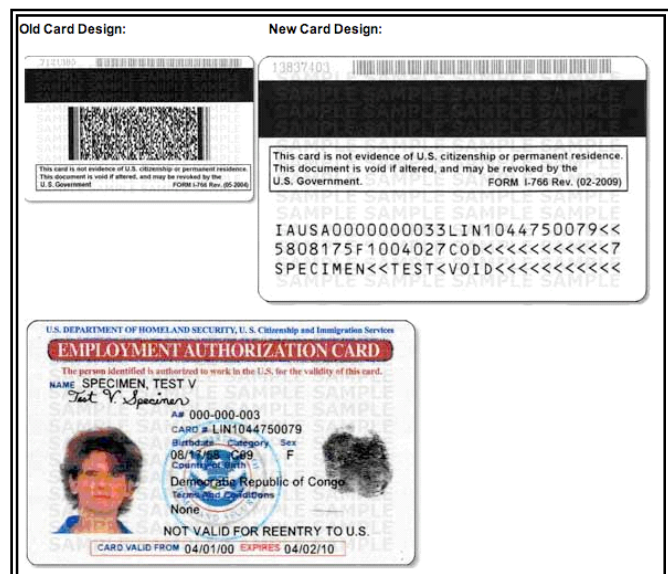 Old Card Design: New Card Design:
13837403
SAMPLE SAMPLE SAMPLE SAMPLE
This card is not evidence of U.S. citizenship or permanent residence.
This document is void if altered, and may be revoked by the
U. S. Government FORM I-766 Rev. (05-2004)
This card is not evidence of U.S. citizenship or permanent residence.
This document is void if altered, and may be revoked by the
U.S. Government. FORM I-766 Rev. (02-2009)
IAUSA0000000033LIN1044750079<<
5808175F1004027COD<<<<<<<<<<<7
SPECIMEN<<TEST<VOID<<<<<<<<<<<
U.S. DEPARTMENT OF HOMELAND SECURITY, U. S. Citizenship and Immigration Services
EMPLOYMENT AUTHORIZATION CARD
The person identified is authorized to work in the U.S. for the validity of this card.
NAME SPECIMEN, TEST V
Test V. Specimen
A# 000-000-003
CARD # LIN1044750079
Birthdate Category Sex
08/17/58 C09 F
Country of Birth
Democratic Republic of Congo
Terms And Conditions
None
NOT VALID FOR REENTRY TO U.S.
CARD VALID FROM 04/01/00 EXPIRES 04/02/10